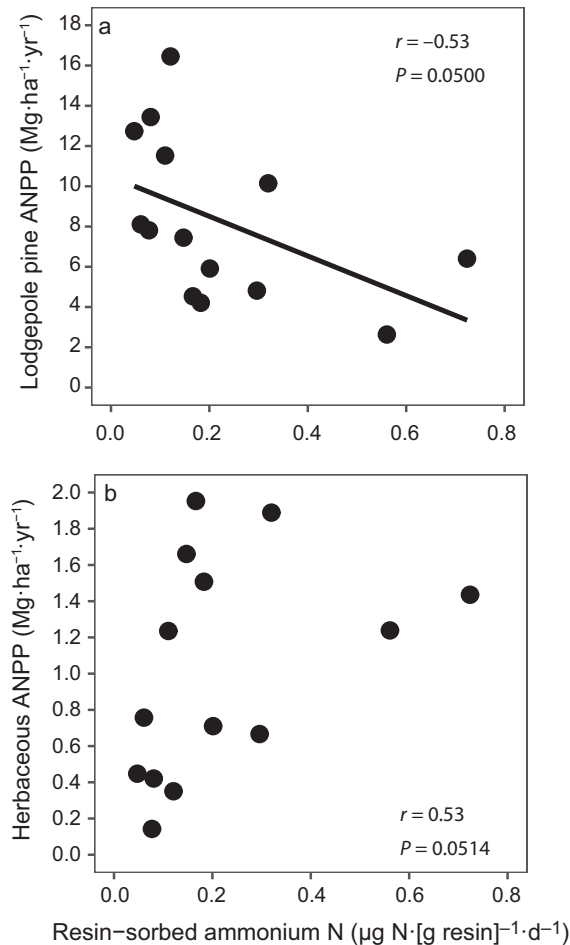 a
r = –0.53
P = 0.0500
Lodgepole pine ANPP (Mg·ha⁻¹·yr⁻¹)
18
16
14
12
10
8
6
4
2
0
0.0 0.2 0.4 0.6 0.8
b
Herbaceous ANPP (Mg·ha⁻¹·yr⁻¹)
2.0
1.8
1.6
1.4
1.2
1.0
0.8
0.6
0.4
0.2
0.0
r = 0.53
P = 0.0514
0.0 0.2 0.4 0.6 0.8
Resin−sorbed ammonium N (µg N·[g resin]⁻¹·d⁻¹)